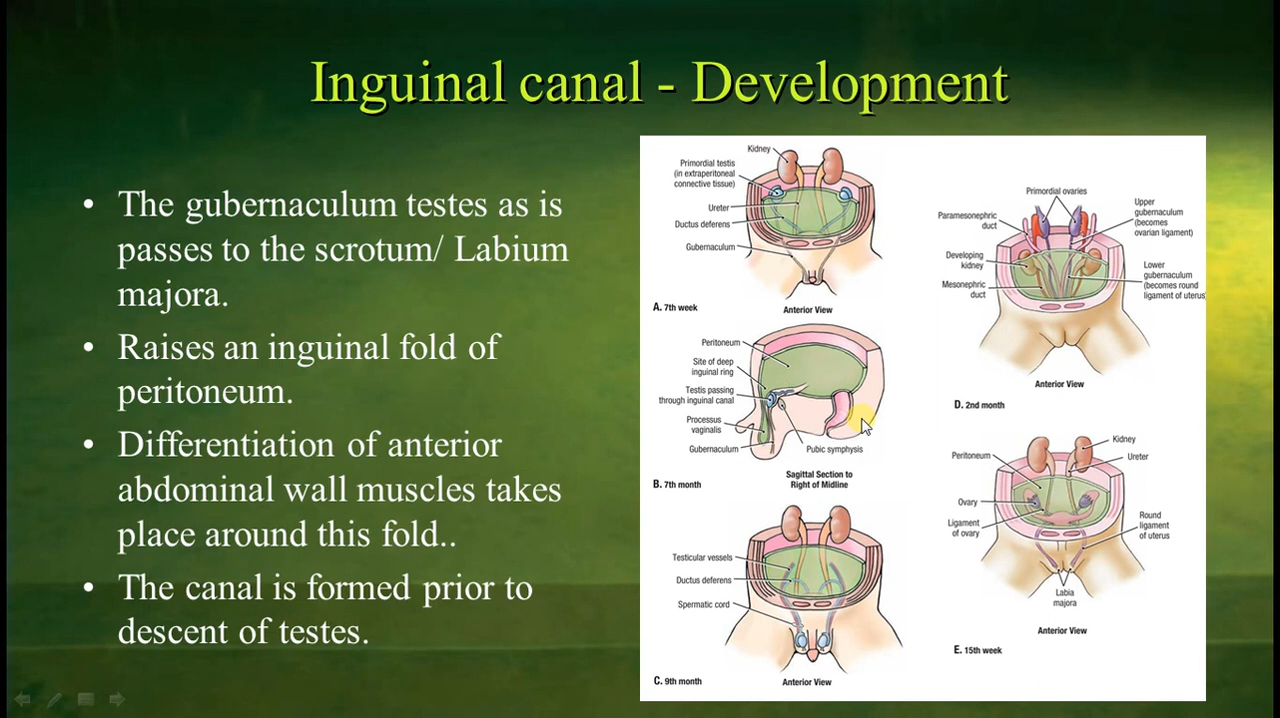 Inguinal canal - Development
• The gubernaculum testes as is
passes to the scrotum/ Labium
majora.
• Raises an inguinal fold of
peritoneum.
• Differentiation of anterior
abdominal wall muscles takes
place around this fold..
• The canal is formed prior to
descent of testes.
Kidney
Primordial testis
(in extraperitoneal
connective tissue)
Ureter
Ductus deferens
Gubernaculum
A. 7th week
Anterior View
Peritoneum
Site of deep
inguinal ring
Testis passing
through inguinal canal
Processus
vaginalis
Gubernaculum
Pubic symphysis
Sagittal Section to
Right of Midline
B. 7th month
Testicular vessels
Ductus deferens
Spermatic cord
C. 9th month
Anterior View
Primordial ovaries
Paramesonephric
duct
Upper
gubernaculum
(becomes
ovarian ligament)
Developing
kidney
Mesonephric
duct
Lower
gubernaculum
(becomes round
ligament of uterus
Anterior View
D. 2nd month
Kidney
Peritoneum
Ureter
Ovary
Ligament
of ovary
Round
ligament
of uterus
Labia
majora
Anterior View
E. 15th week